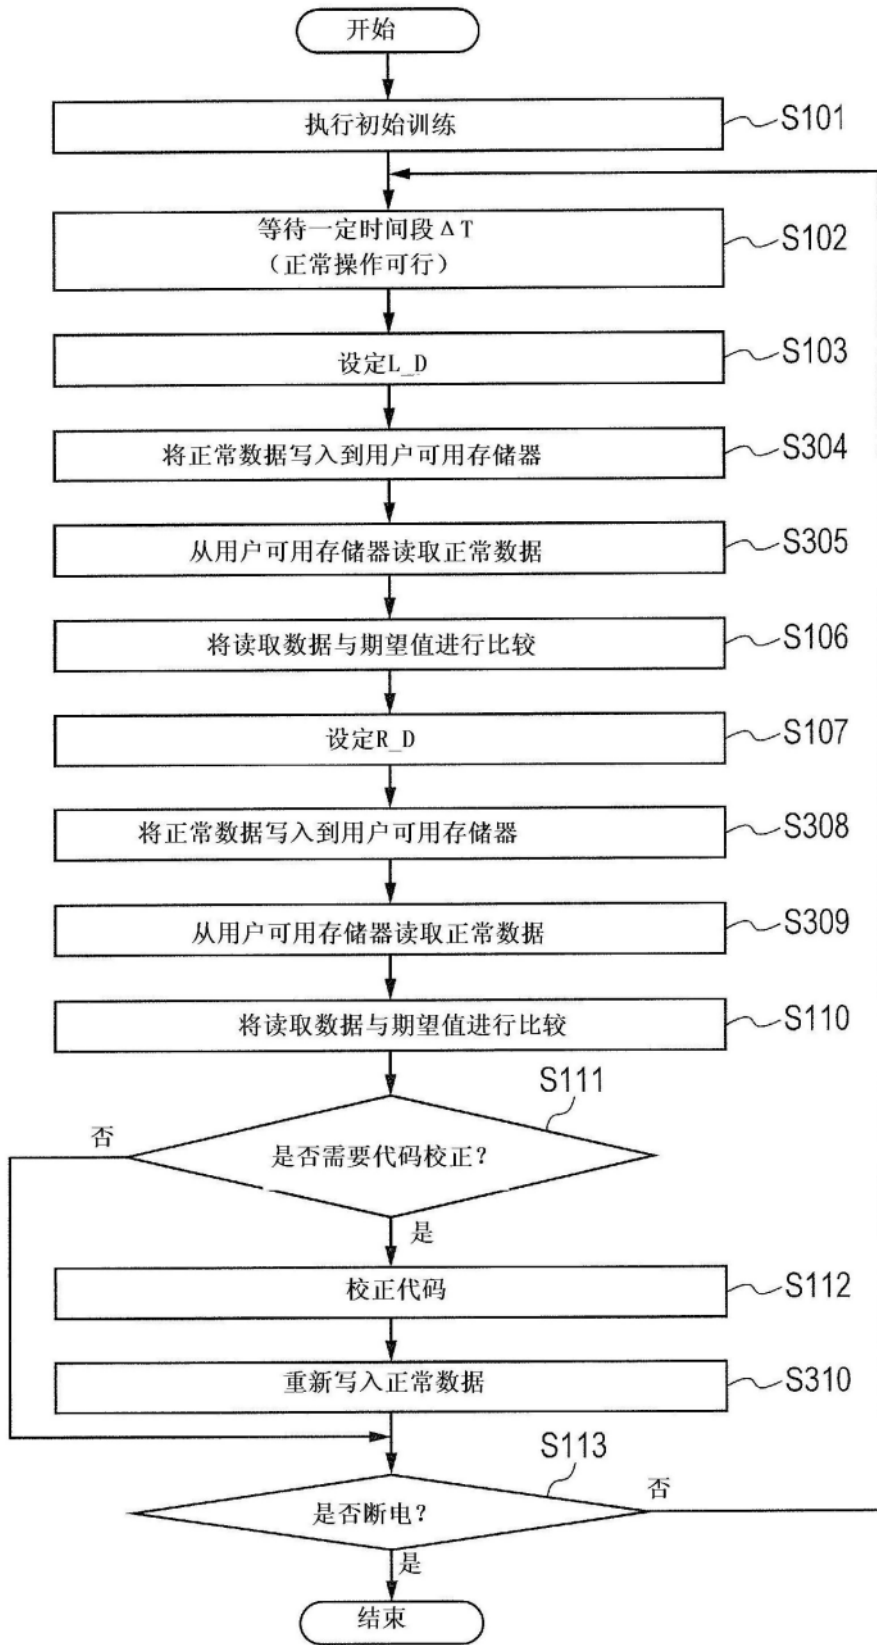 开始
执行初始训练
S101
等待一定时间段ΔT
（正常操作可行）
S102
设定L_D
S103
将正常数据写入到用户可用存储器
S304
从用户可用存储器读取正常数据
S305
将读取数据与期望值进行比较
S106
设定R_D
S107
将正常数据写入到用户可用存储器
S308
从用户可用存储器读取正常数据
S309
将读取数据与期望值进行比较
S110
S111
否
是否需要代码校正？
是
校正代码
S112
重新写入正常数据
S310
S113
是否断电？
否
是
结束